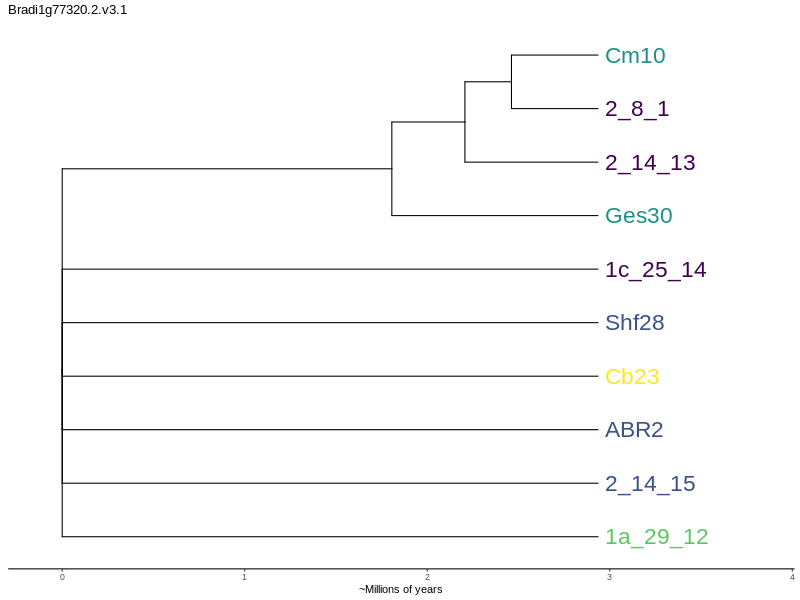 Bradi1g77320.2.v3.1
Cm10
2_8_1
2_14_13
Ges30
1c_25_14
Shf28
Cb23
ABR2
2_14_15
1a_29_12
0 1 2 3 4
~Millions of years